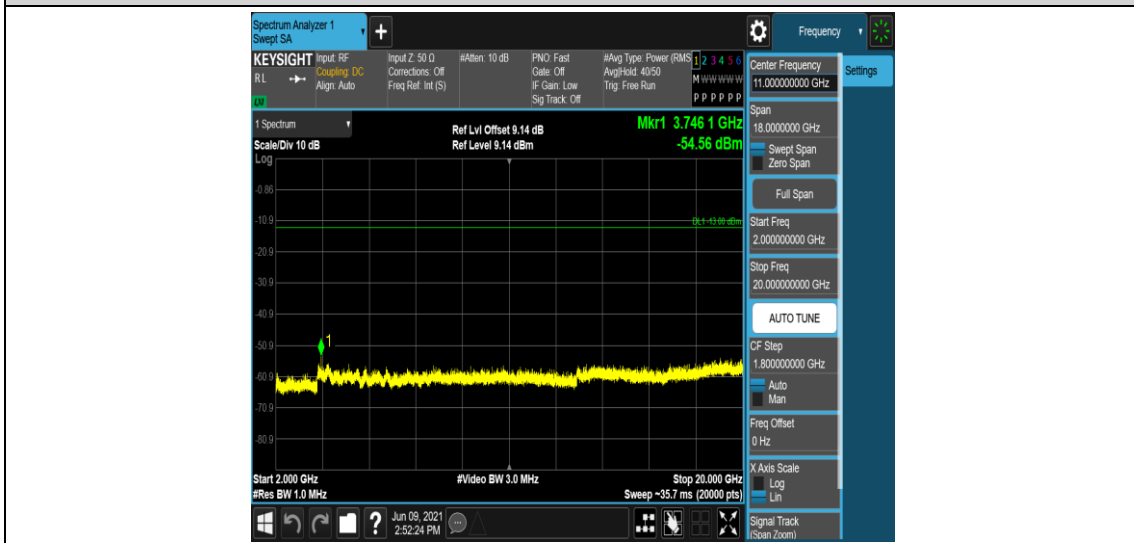 Spectrum Analyzer 1
Swept SA
+
Frequency
KEYSIGHT
Input: RF
Input Z: 50 Ω
#Atten: 10 dB
PNO: Fast
#Avg Type: Power (RMS
1 2 3 4 5 6
RL
Coupling: DC
Corrections: Off
Gate: Off
Avg|Hold: 40/50
M W W W W W
Align: Auto
Freq Ref: Int (S)
IF Gain: Low
Trig: Free Run
Sig Track: Off
P P P P P P
Center Frequency
11.000000000 GHz
Settings
Span
18.0000000 GHz
Swept Span
Zero Span
Full Span
Start Freq
2.000000000 GHz
Stop Freq
20.000000000 GHz
AUTO TUNE
CF Step
1.800000000 GHz
Auto
Man
Freq Offset
0 Hz
X Axis Scale
Log
Lin
Signal Track
(Span Zoom)
1 Spectrum
Ref Lvl Offset 9.14 dB
Mkr1 3.746 1 GHz
Scale/Div 10 dB
Ref Level 9.14 dBm
-54.56 dBm
Log
-0.86
-10.9
DL1 -13.00 dBm
-20.9
-30.9
-40.9
-50.9
1
-60.9
-70.9
-80.9
Start 2.000 GHz
#Video BW 3.0 MHz
Stop 20.000 GHz
#Res BW 1.0 MHz
Sweep ~35.7 ms (20000 pts)
?
Jun 09, 2021
2:52:24 PM